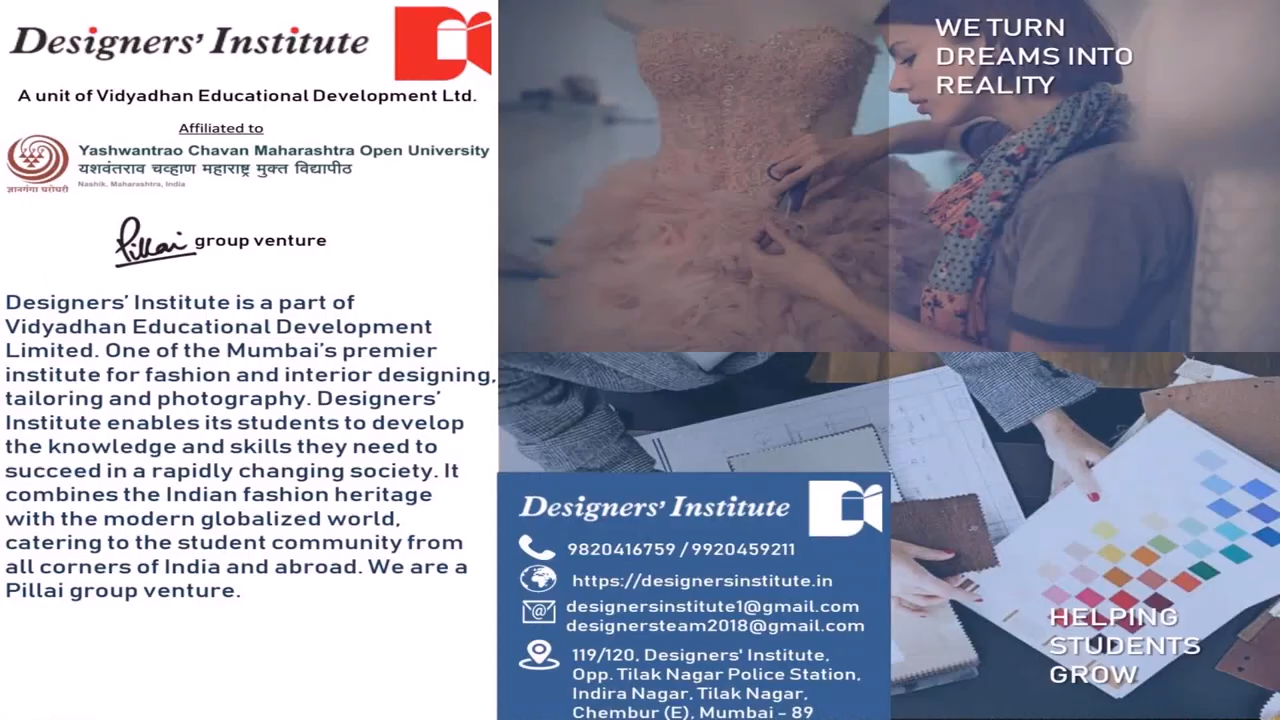 Designers' Institute
A unit of Vidyadhan Educational Development Ltd.
Affiliated to
Yashwantrao Chavan Maharashtra Open University
यशवंतराव चव्हाण महाराष्ट्र मुक्त विद्यापीठ
Nashik, Maharashtra, India
ज्ञानगंगा घरोघरी
Pillai group venture
Designers' Institute is a part of
Vidyadhan Educational Development
Limited. One of the Mumbai's premier
institute for fashion and interior designing,
tailoring and photography. Designers'
Institute enables its students to develop
the knowledge and skills they need to
succeed in a rapidly changing society. It
combines the Indian fashion heritage
with the modern globalized world,
catering to the student community from
all corners of India and abroad. We are a
Pillai group venture.
WE TURN
DREAMS INTO
REALITY
Designers' Institute
9820416759 / 9920459211
https://designersinstitute.in
designersinstitute1@gmail.com
designersteam2018@gmail.com
119/120, Designers' Institute,
Opp. Tilak Nagar Police Station,
Indira Nagar, Tilak Nagar,
Chembur (E), Mumbai - 89
HELPING
STUDENTS
GROW